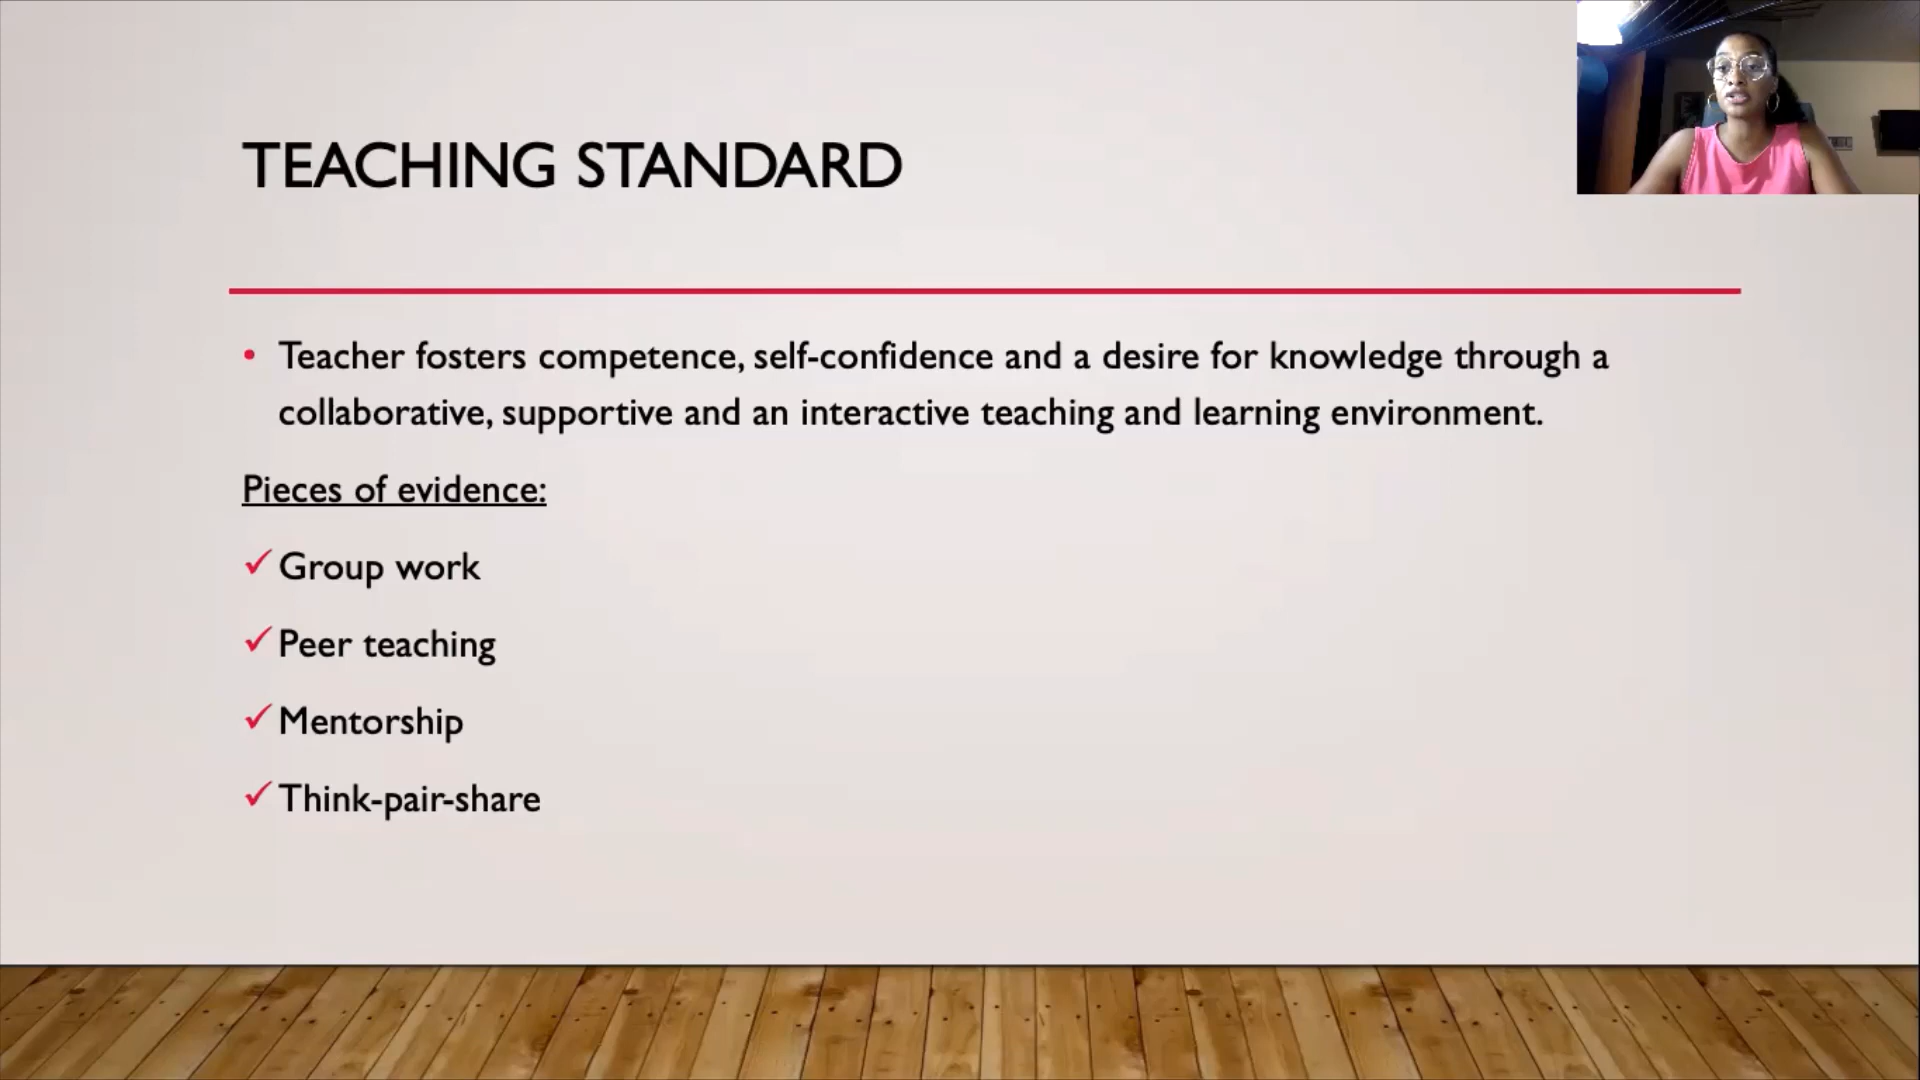 TEACHING STANDARD
• Teacher fosters competence, self-confidence and a desire for knowledge through a
collaborative, supportive and an interactive teaching and learning environment.
Pieces of evidence:
✓ Group work
✓ Peer teaching
✓ Mentorship
✓ Think-pair-share